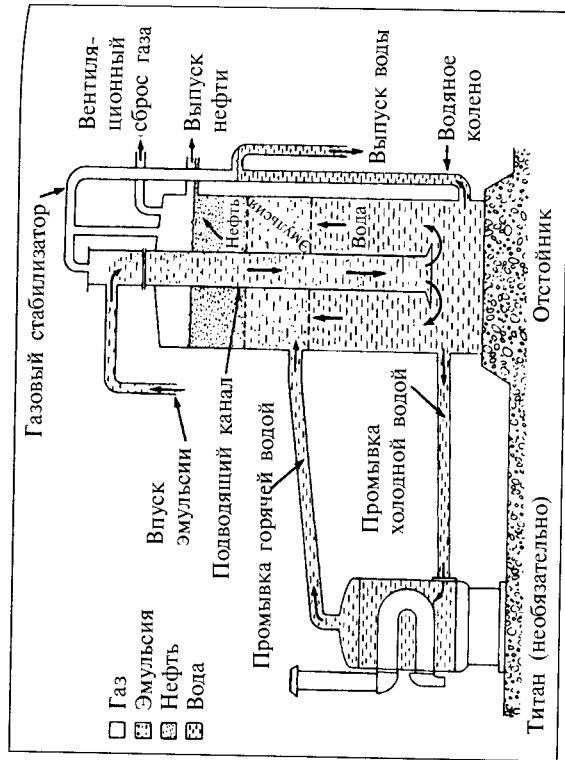 Газовый стабилизатор
Вентиля-
ционный
сброс газа
Выпуск
нефти
Впуск
эмульсии
Подводящий канал
Нефть
Эмульсия
Вода
Выпуск воды
Водяное
колено
Промывка горячей водой
Промывка
холодной водой
Газ
Эмульсия
Нефть
Вода
Титан (необязательно)
Отстойник